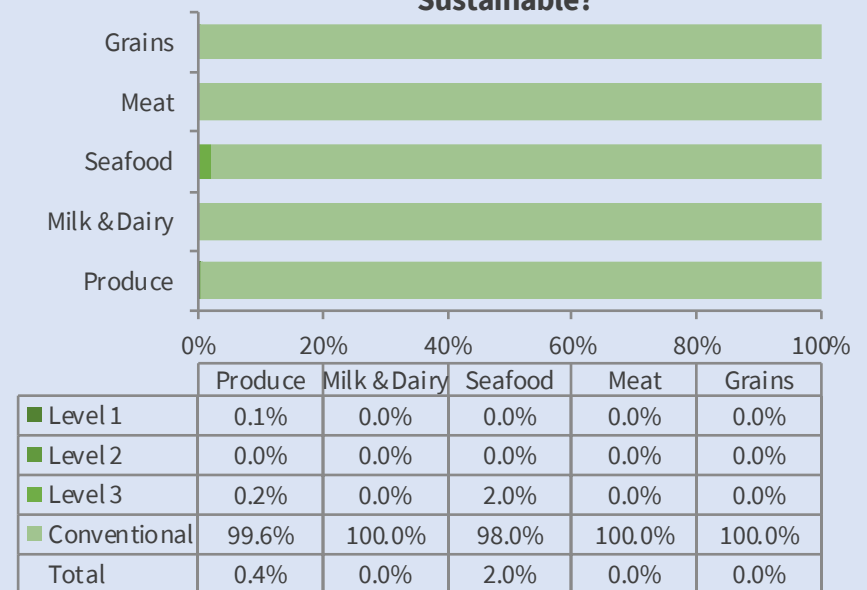 Sustainable?
Grains
Meat
Seafood
Milk & Dairy
Produce
0% 20% 40% 60% 80% 100%
Produce Milk & Dairy Seafood Meat Grains
Level 1 0.1% 0.0% 0.0% 0.0% 0.0%
Level 2 0.0% 0.0% 0.0% 0.0% 0.0%
Level 3 0.2% 0.0% 2.0% 0.0% 0.0%
Conventional 99.6% 100.0% 98.0% 100.0% 100.0%
Total 0.4% 0.0% 2.0% 0.0% 0.0%